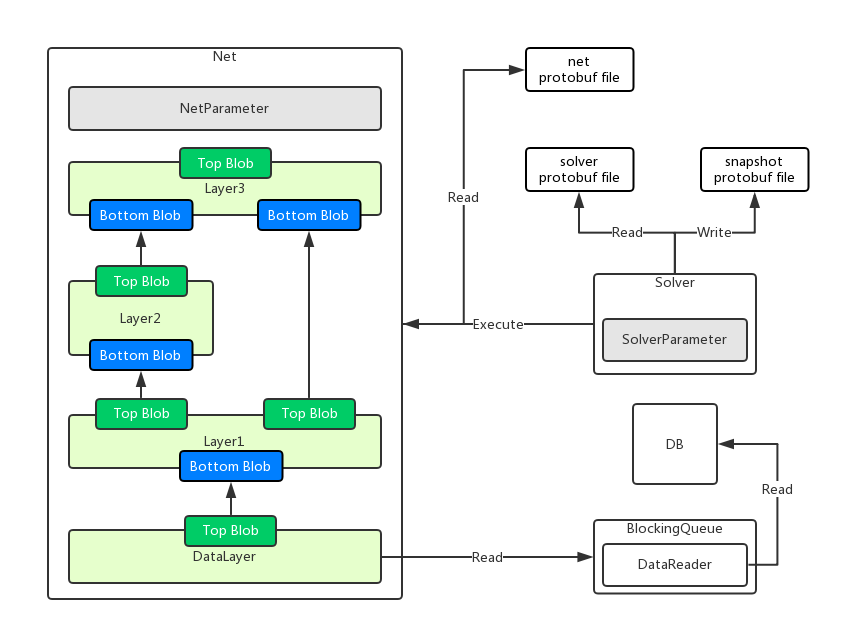 Net
NetParameter
Top Blob
Layer3
Bottom Blob
Bottom Blob
Top Blob
Layer2
Bottom Blob
Top Blob
Top Blob
Layer1
Bottom Blob
Top Blob
DataLayer
net
protobuf file
Read
solver
protobuf file
snapshot
protobuf file
Read
Write
Solver
SolverParameter
Execute
DB
Read
BlockingQueue
DataReader
Read